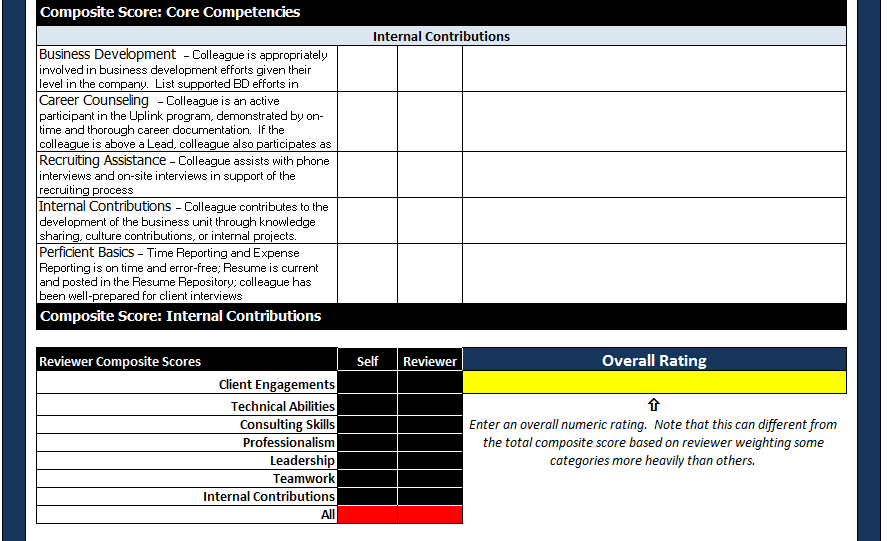 Composite Score: Core Competencies
Internal Contributions
Business Development – Colleague is appropriately
involved in business development efforts given their
level in the company. List supported BD efforts in
Career Counseling – Colleague is an active
participant in the Uplink program, demonstrated by on-
time and thorough career documentation. If the
colleague is above a Lead, colleague also participates as
Recruiting Assistance – Colleague assists with phone
interviews and on-site interviews in support of the
recruiting process
Internal Contributions – Colleague contributes to the
development of the business unit through knowledge
sharing, culture contributions, or internal projects.
Perficient Basics – Time Reporting and Expense
Reporting is on time and error-free; Resume is current
and posted in the Resume Repository; colleague has
been well-prepared for client interviews
Composite Score: Internal Contributions
Reviewer Composite Scores Self Reviewer
Client Engagements
Technical Abilities
Consulting Skills
Professionalism
Leadership
Teamwork
Internal Contributions
All
Overall Rating
Enter an overall numeric rating. Note that this can different from
the total composite score based on reviewer weighting some
categories more heavily than others.